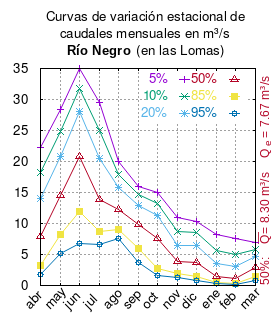 Curvas de variación estacional de
caudales mensuales en m³/s
Río Negro (en las Lomas)
35
30
25
20
15
10
5
0
5%
50%
10%
85%
20%
95%
abr
may
jun
jul
ago
sep
oct
nov
dic
ene
feb
mar
50%: Q= 8.30 m³/s Q e = 7.67 m³/s